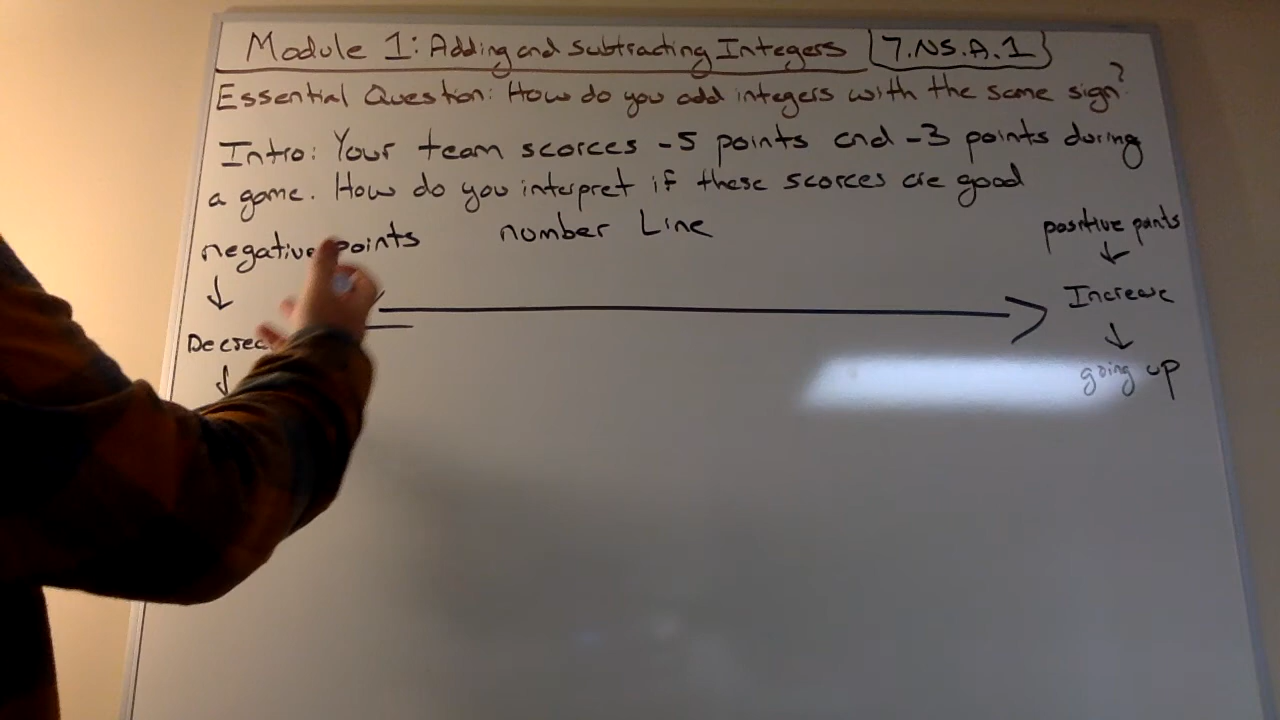 Module 1: Adding and Subtracting Integers 7.NS.A.1
Essential Question: How do you add integers with the same sign?
Intro: Your team scorces -5 points and -3 points during
a game. How do you interpret if these scorces are good
negative points number Line positive points
Increase
going up